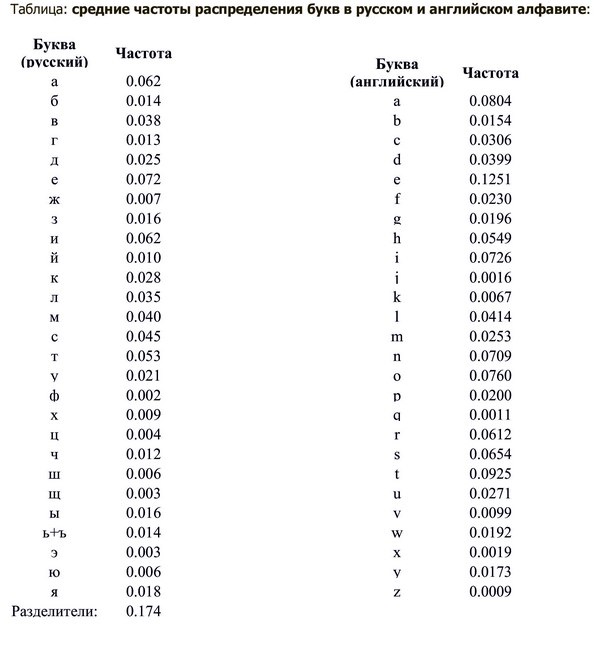 Таблица: средние частоты распределения букв в русском и английском алфавите:
Буква (русский) Частота
а 0.062
б 0.014
в 0.038
г 0.013
д 0.025
е 0.072
ж 0.007
з 0.016
и 0.062
й 0.010
к 0.028
л 0.035
м 0.040
с 0.045
т 0.053
у 0.021
ф 0.002
х 0.009
ц 0.004
ч 0.012
ш 0.006
щ 0.003
ы 0.016
ь+ъ 0.014
э 0.003
ю 0.006
я 0.018
Разделители: 0.174
Буква (английский) Частота
a 0.0804
b 0.0154
c 0.0306
d 0.0399
e 0.1251
f 0.0230
g 0.0196
h 0.0549
i 0.0726
j 0.0016
k 0.0067
l 0.0414
m 0.0253
n 0.0709
o 0.0760
p 0.0200
q 0.0011
r 0.0612
s 0.0654
t 0.0925
u 0.0271
v 0.0099
w 0.0192
x 0.0019
y 0.0173
z 0.0009